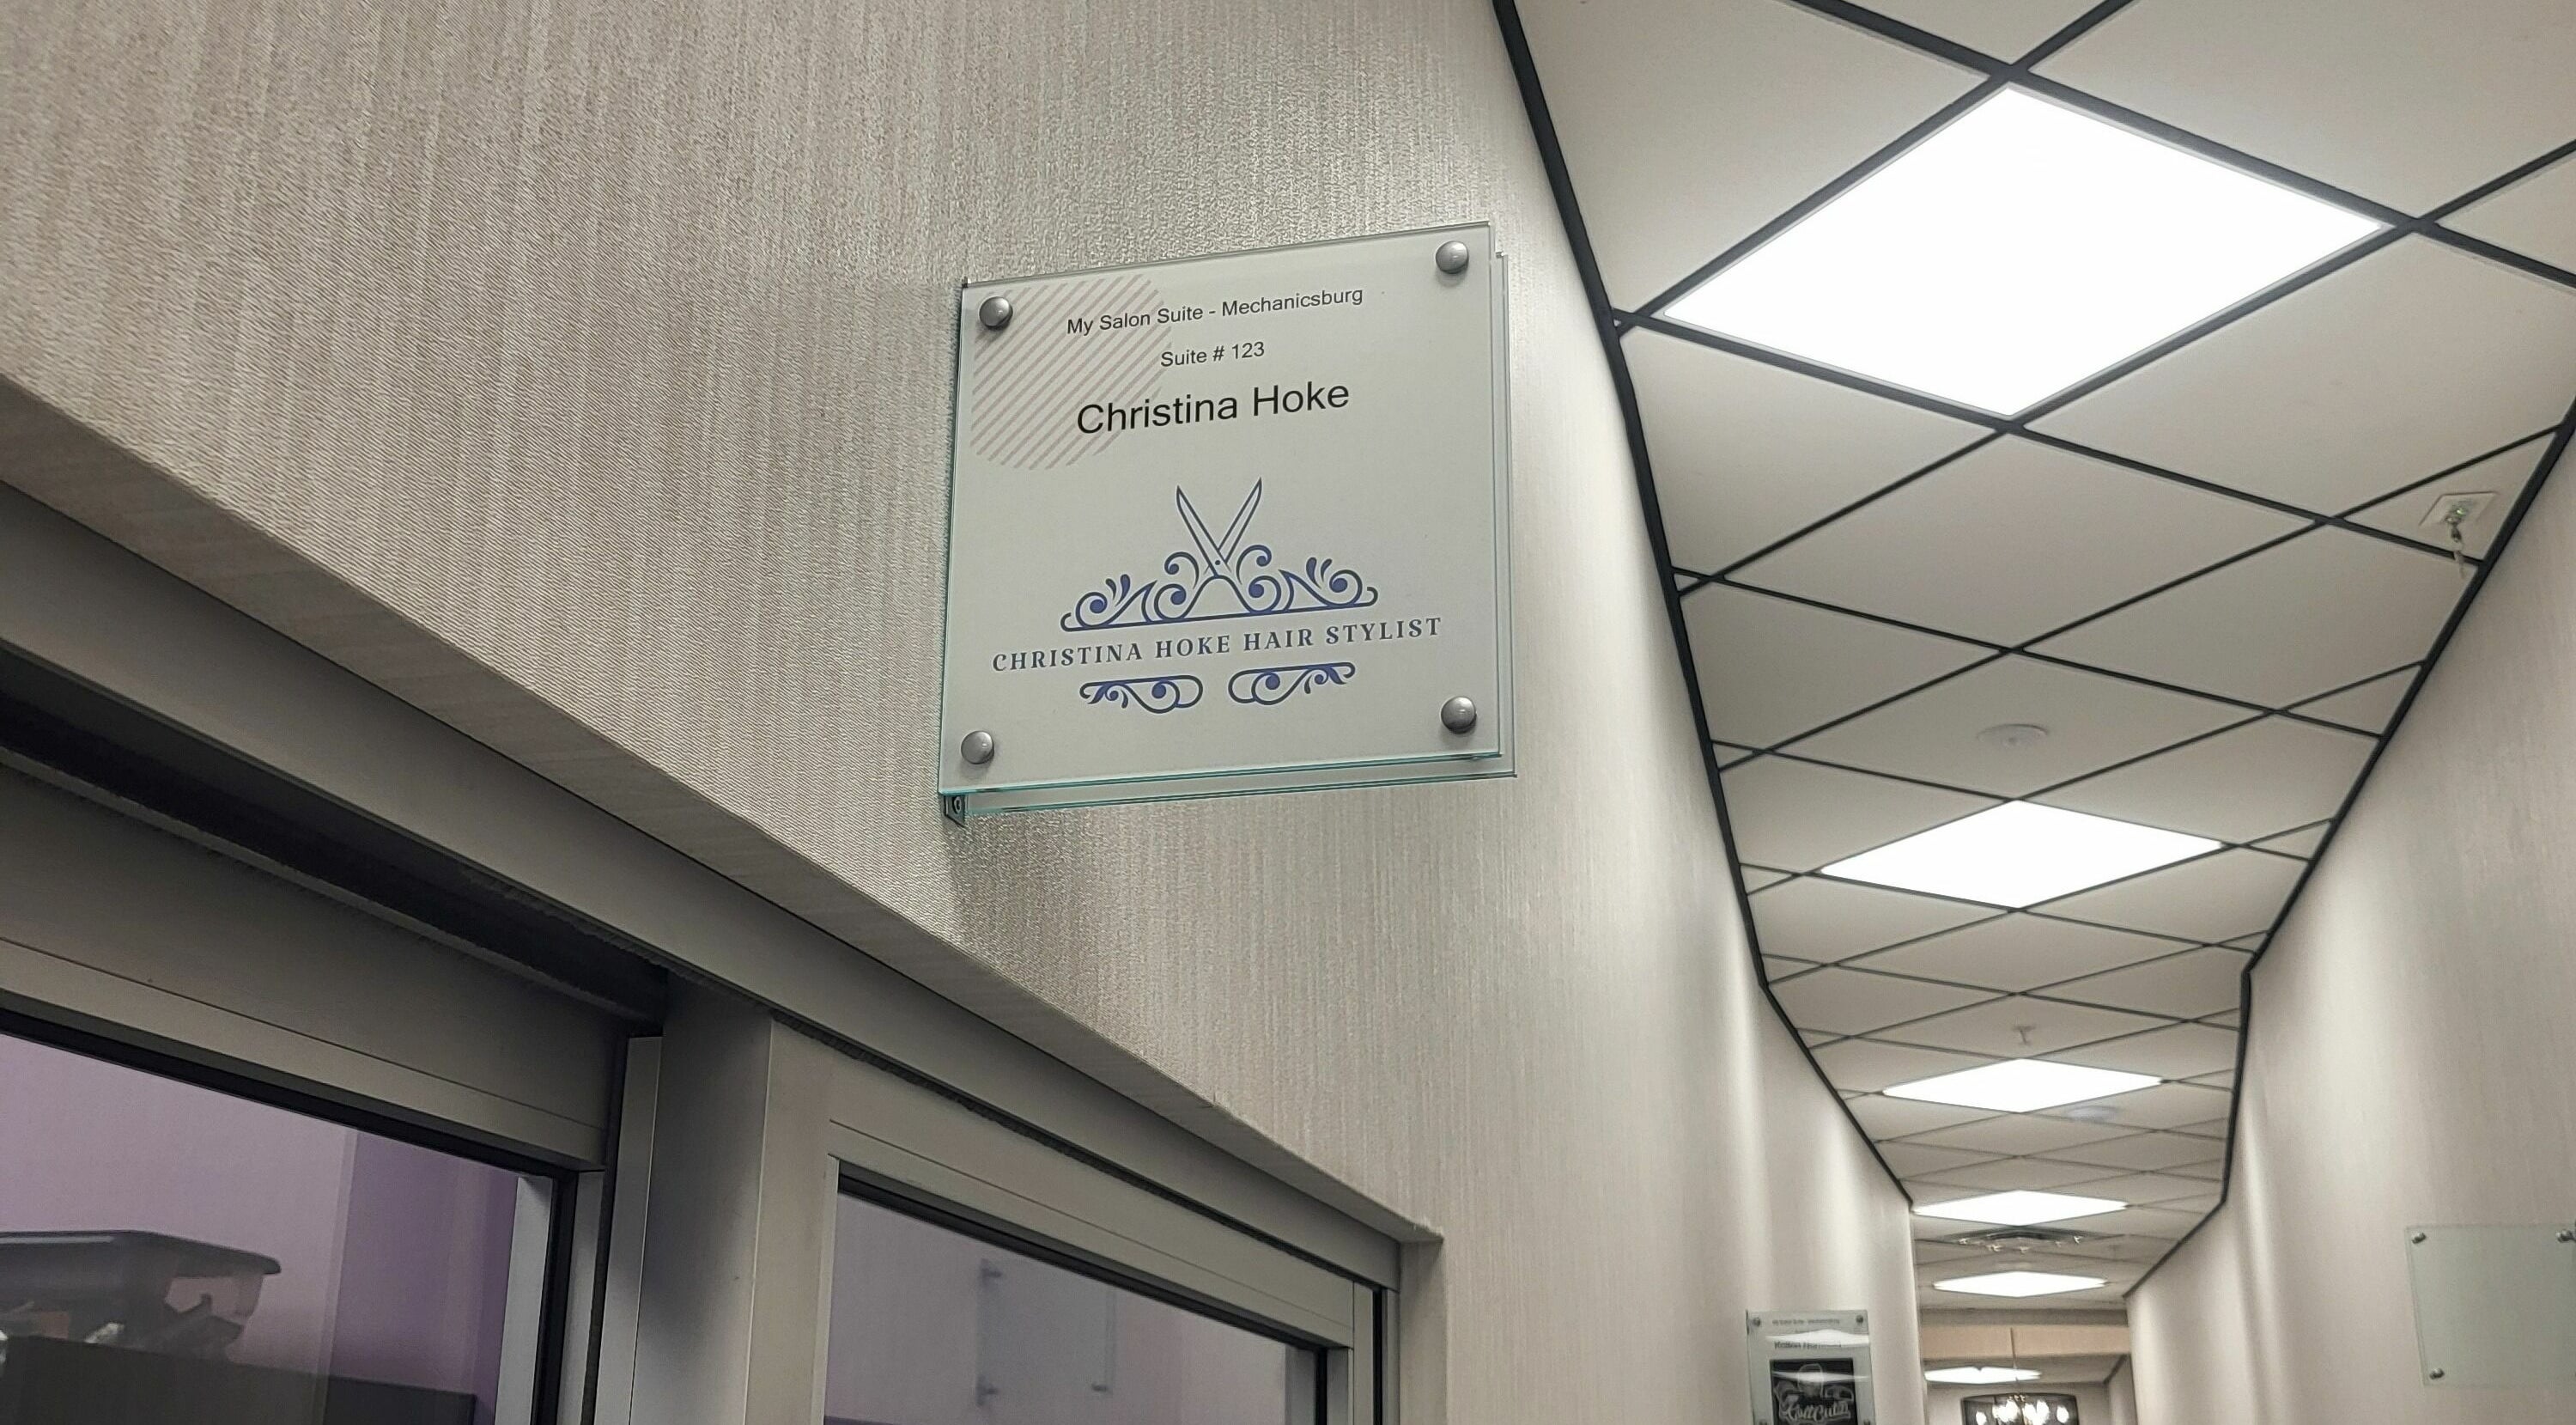 My Salon Suite - Mechanicsburg
Suite # 123
Christina Hoke
CHRISTINA HOKE HAIR STYLIST